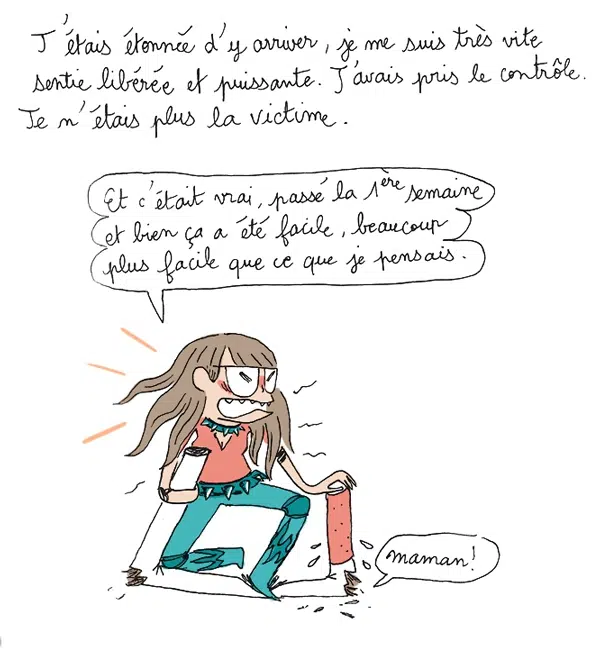 J'étais étonnée d'y arriver, je me suis très vite
sentie libérée et puissante. J'avais pris le contrôle.
Je n'étais plus la victime.
Et c'était vrai, passé la 1ère semaine
et bien ça a été facile, beaucoup
plus facile que ce que je pensais.
maman!